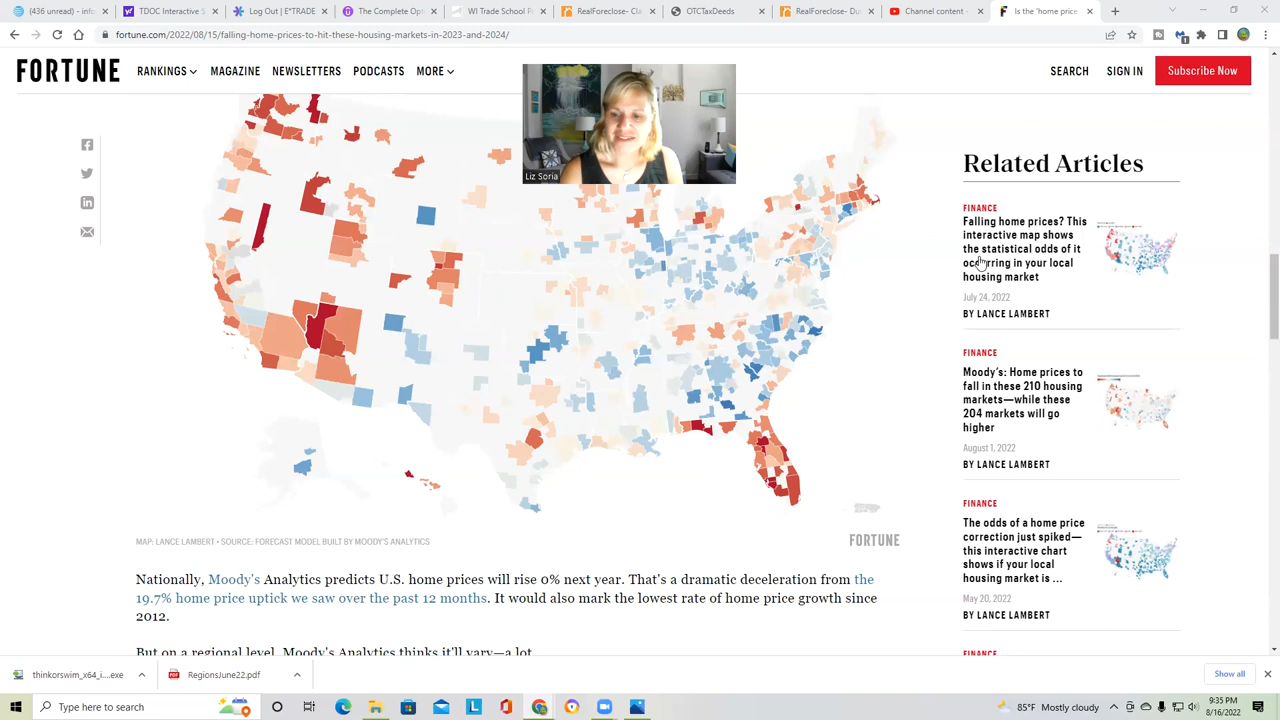 (436 unread) - info
TDOC Interactive S
Log Out | E*TRADE
WI Trade School P
RealForeclose- Cla
RealForeclose - Ch
OTCTaxDeeds
Channel content -
Is the 'home price
fortune.com/2022/08/15/falling-home-prices-to-hit-these-housing-markets-in-2023-and-2024/
1
FORTUNE
RANKINGS
MAGAZINE
NEWSLETTERS
PODCASTS
MORE
SEARCH
SIGN IN
Subscribe Now
Liz Soria
MAP: LANCE LAMBERT • SOURCE: FORECAST MODEL BUILT BY MOODY'S ANALYTICS
FORTUNE
Nationally, Moody's Analytics predicts U.S. home prices will rise 0% next year. That's a dramatic deceleration from the
19.7% home price uptick we saw over the past 12 months. It would also mark the lowest rate of home price growth since
2012.
But on a regional level, Moody's Analytics thinks it'll vary—a lot.
Related Articles
FINANCE
Falling home prices? This
interactive map shows
the statistical odds of it
occurring in your local
housing market
July 24, 2022
BY LANCE LAMBERT
FINANCE
Moody's: Home prices to
fall in these 210 housing
markets—while these
204 markets will go
higher
August 1, 2022
BY LANCE LAMBERT
FINANCE
The odds of a home price
correction just spiked—
this interactive chart
shows if your local
housing market is ...
May 20, 2022
BY LANCE LAMBERT
FINANCE
thinkorswim_x64_i....exe
RegionsJune22.pdf
Show all
Type here to search
85°F Mostly cloudy
9:35 PM
8/16/2022